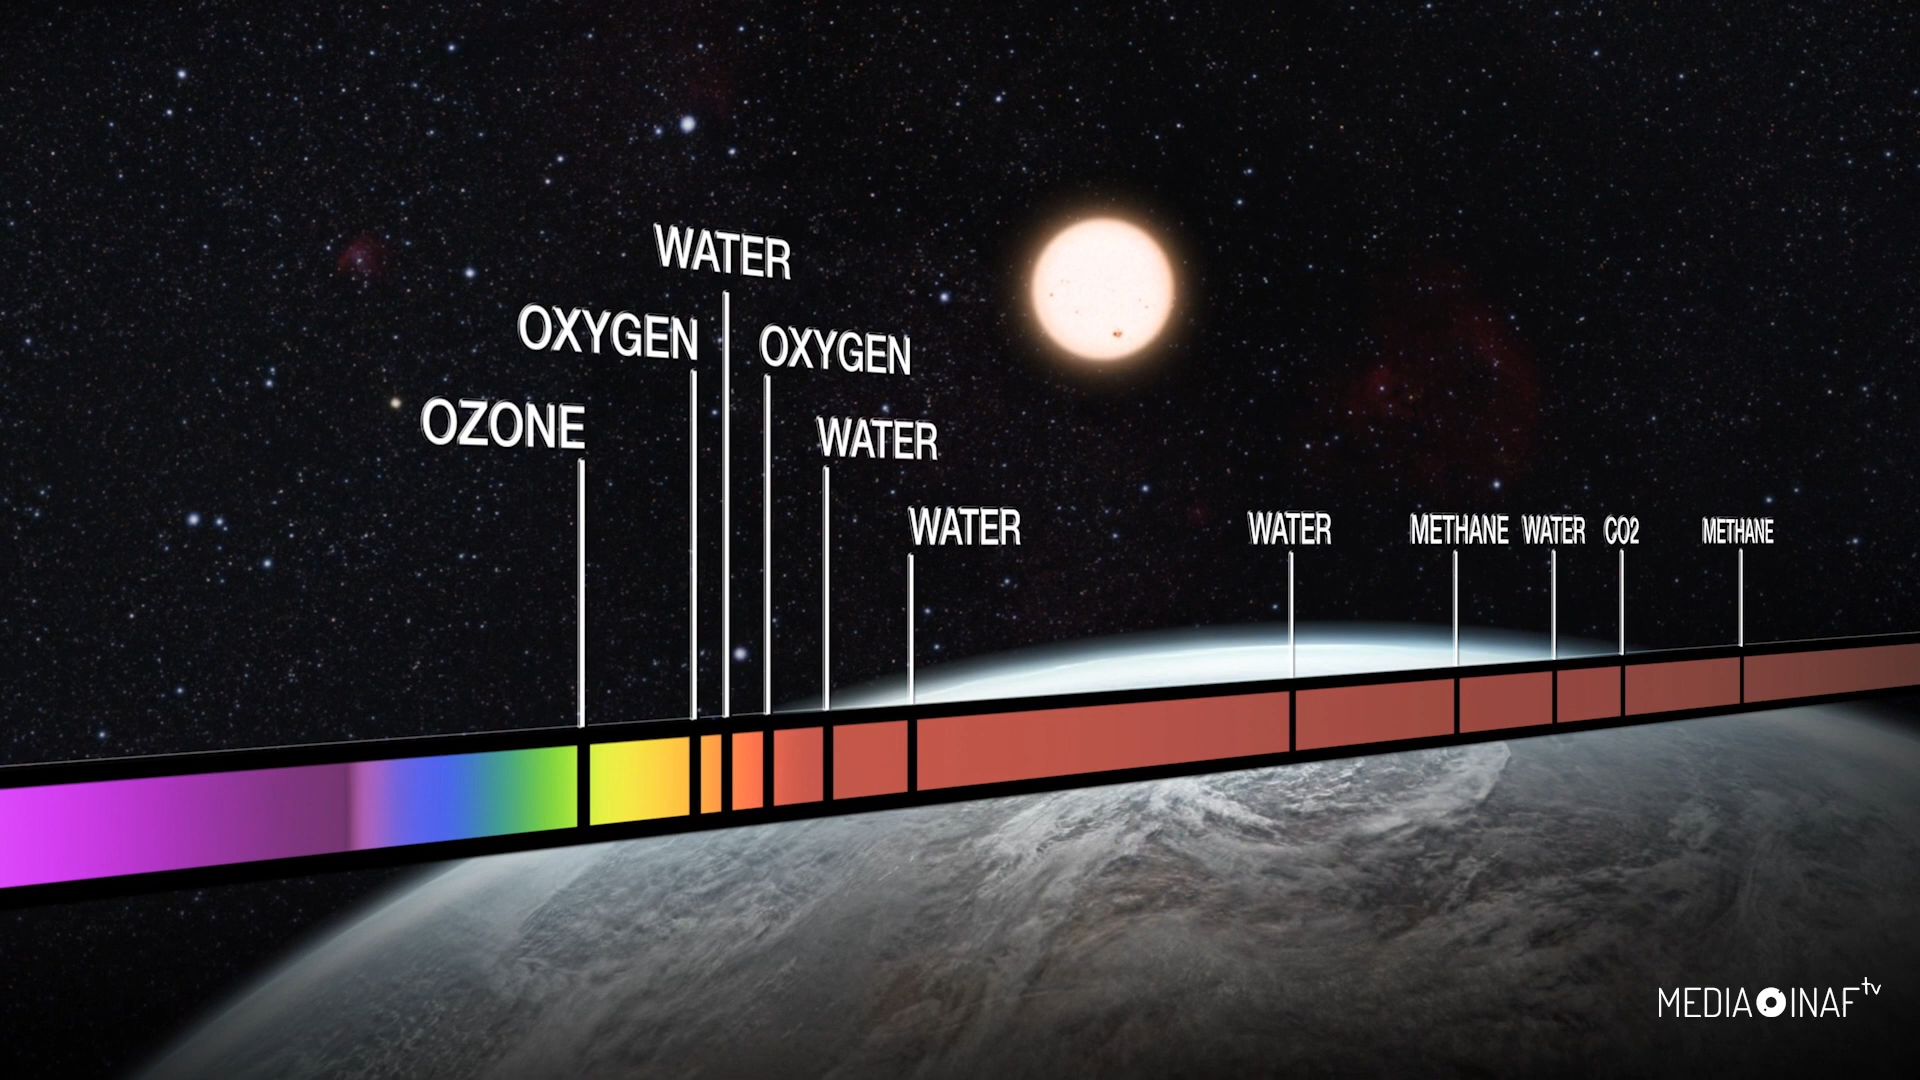 WATER
OXYGEN
OXYGEN
OZONE
WATER
WATER
WATER
METHANE
WATER
CO2
METHANE
MEDIA INAF tv